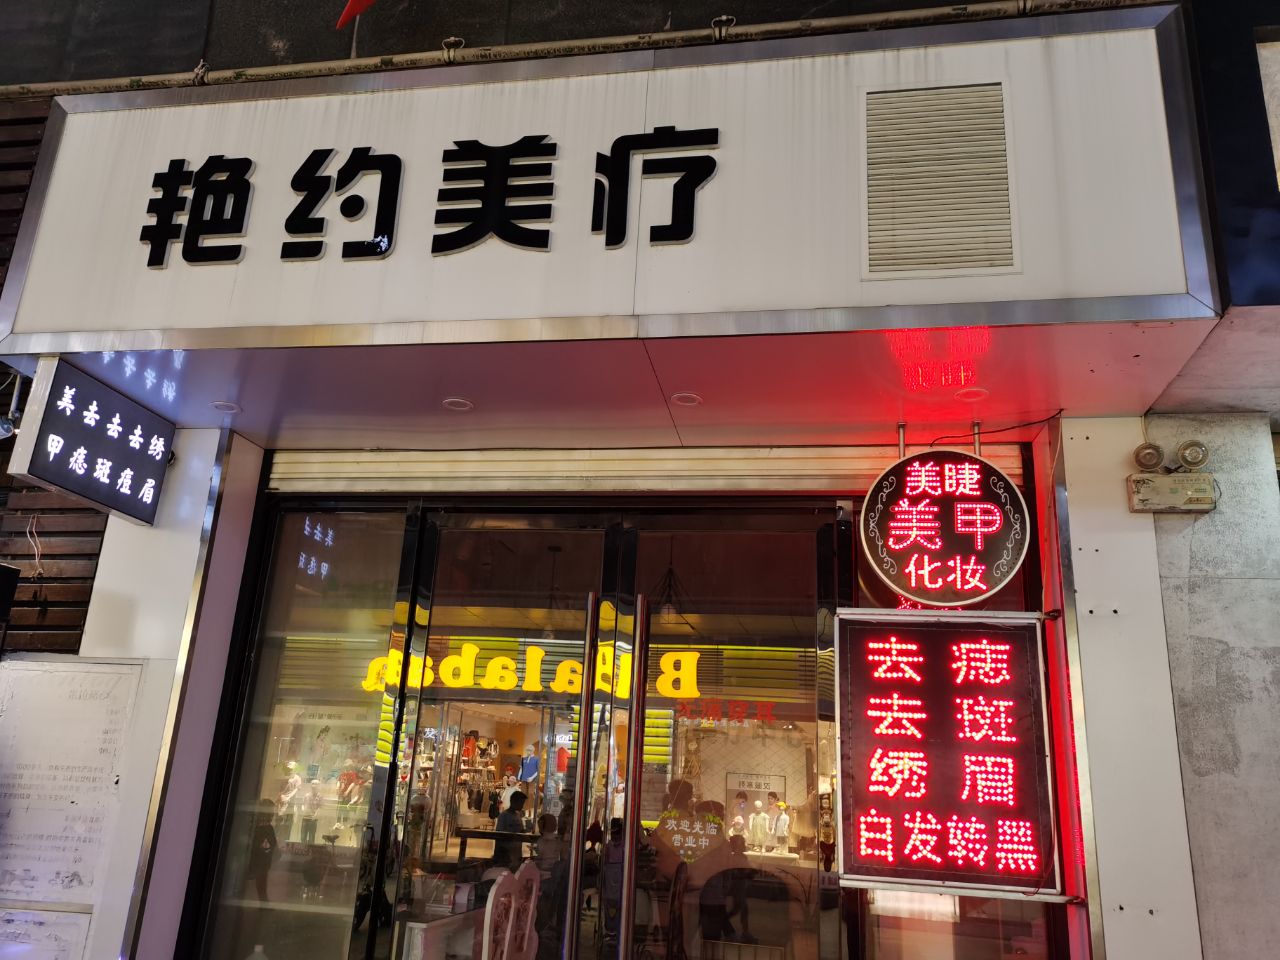 艳约美疗
美去去去绣
甲痣斑痘眉
美睫
美甲
化妆
去痣
去斑
绣眉
白发转黑
Balabala
欢迎光临
营业中